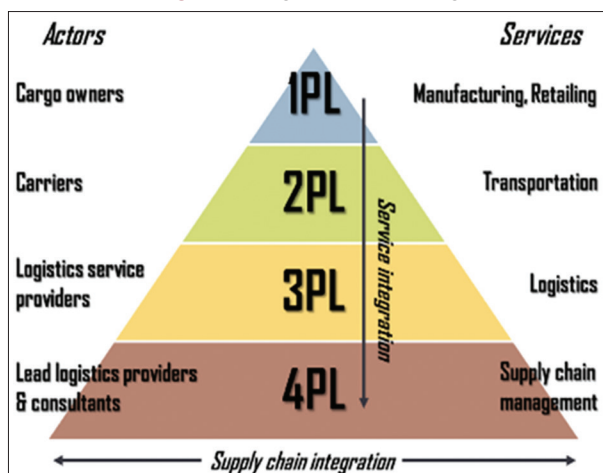 Actors
Services
Cargo owners
1PL
Manufacturing, Retailing
Carriers
2PL
Transportation
Service integration
Logistics service
providers
3PL
Logistics
Lead logistics providers
& consultants
4PL
Supply chain
management
Supply chain integration